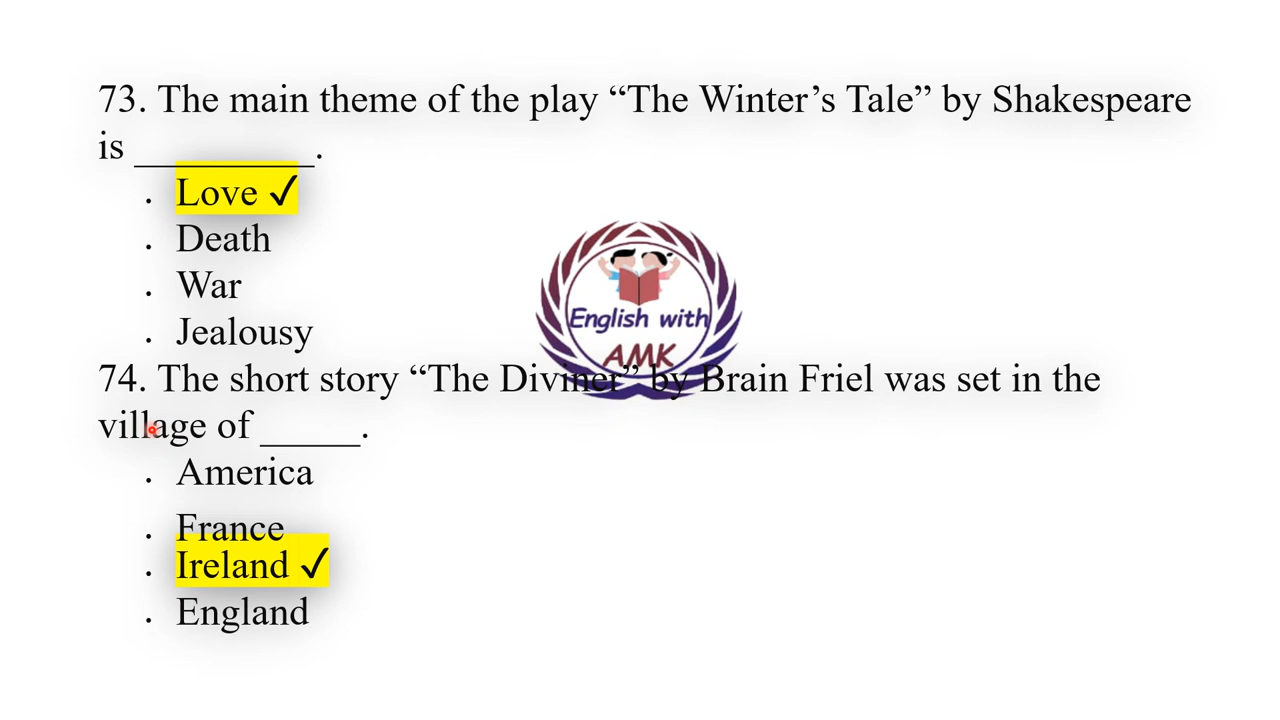 73. The main theme of the play “The Winter’s Tale” by Shakespeare
is _________.
. Love ✓
. Death
. War
. Jealousy
English with
AMK
74. The short story “The Diviner” by Brain Friel was set in the
village of _____.
. America
. France
. Ireland ✓
. England